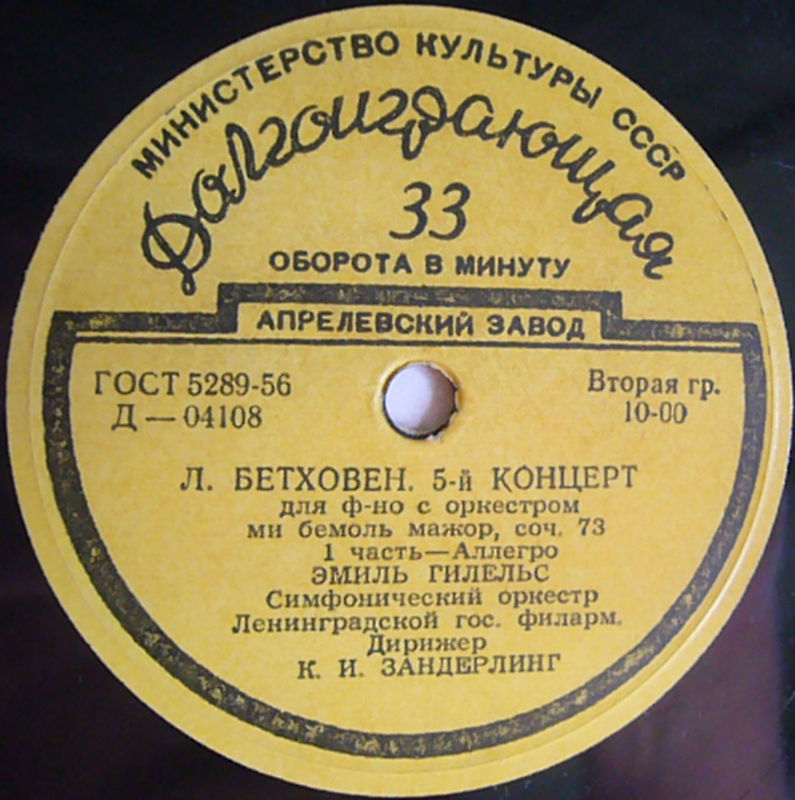 МИНИСТЕРСТВО КУЛЬТУРЫ СССР
Долгоиграющая
33
ОБОРОТА В МИНУТУ
АПРЕЛЕВСКИЙ ЗАВОД
ГОСТ 5289-56
Д — 04108
Вторая гр.
10-00
Л. БЕТХОВЕН. 5-й КОНЦЕРТ
для ф-но с оркестром
ми бемоль мажор, соч. 73
1 часть—Аллегро
ЭМИЛЬ ГИЛЕЛЬС
Симфонический оркестр
Ленинградской гос. филарм.
Дирижер
К. И. ЗАНДЕРЛИНГ